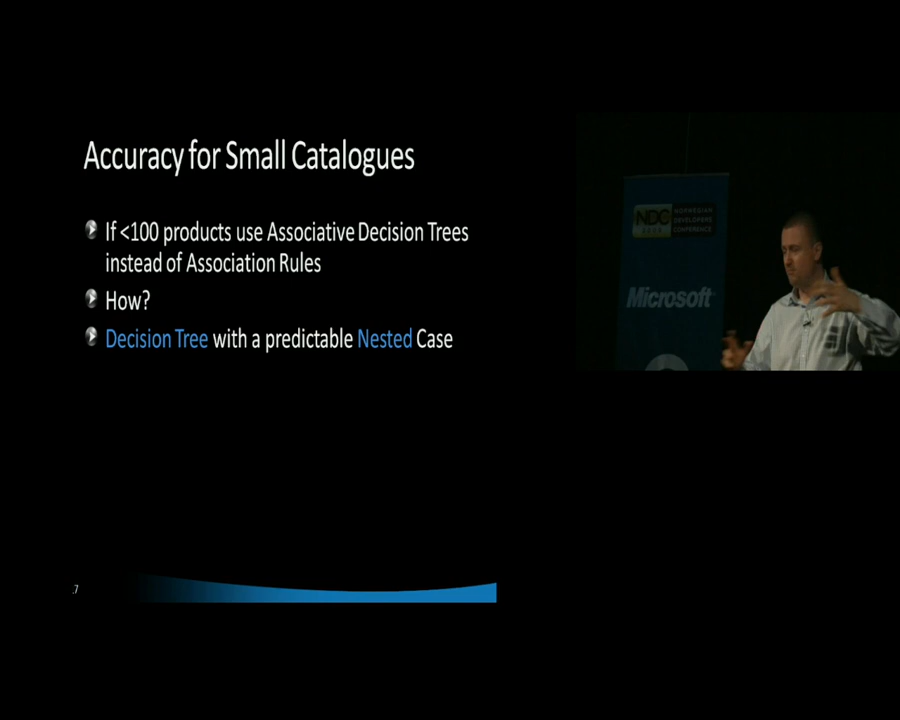 Accuracy for Small Catalogues
If <100 products use Associative Decision Trees
instead of Association Rules
How?
Decision Tree with a predictable Nested Case
NDC
NORWEGIAN
DEVELOPERS
CONFERENCE
Microsoft